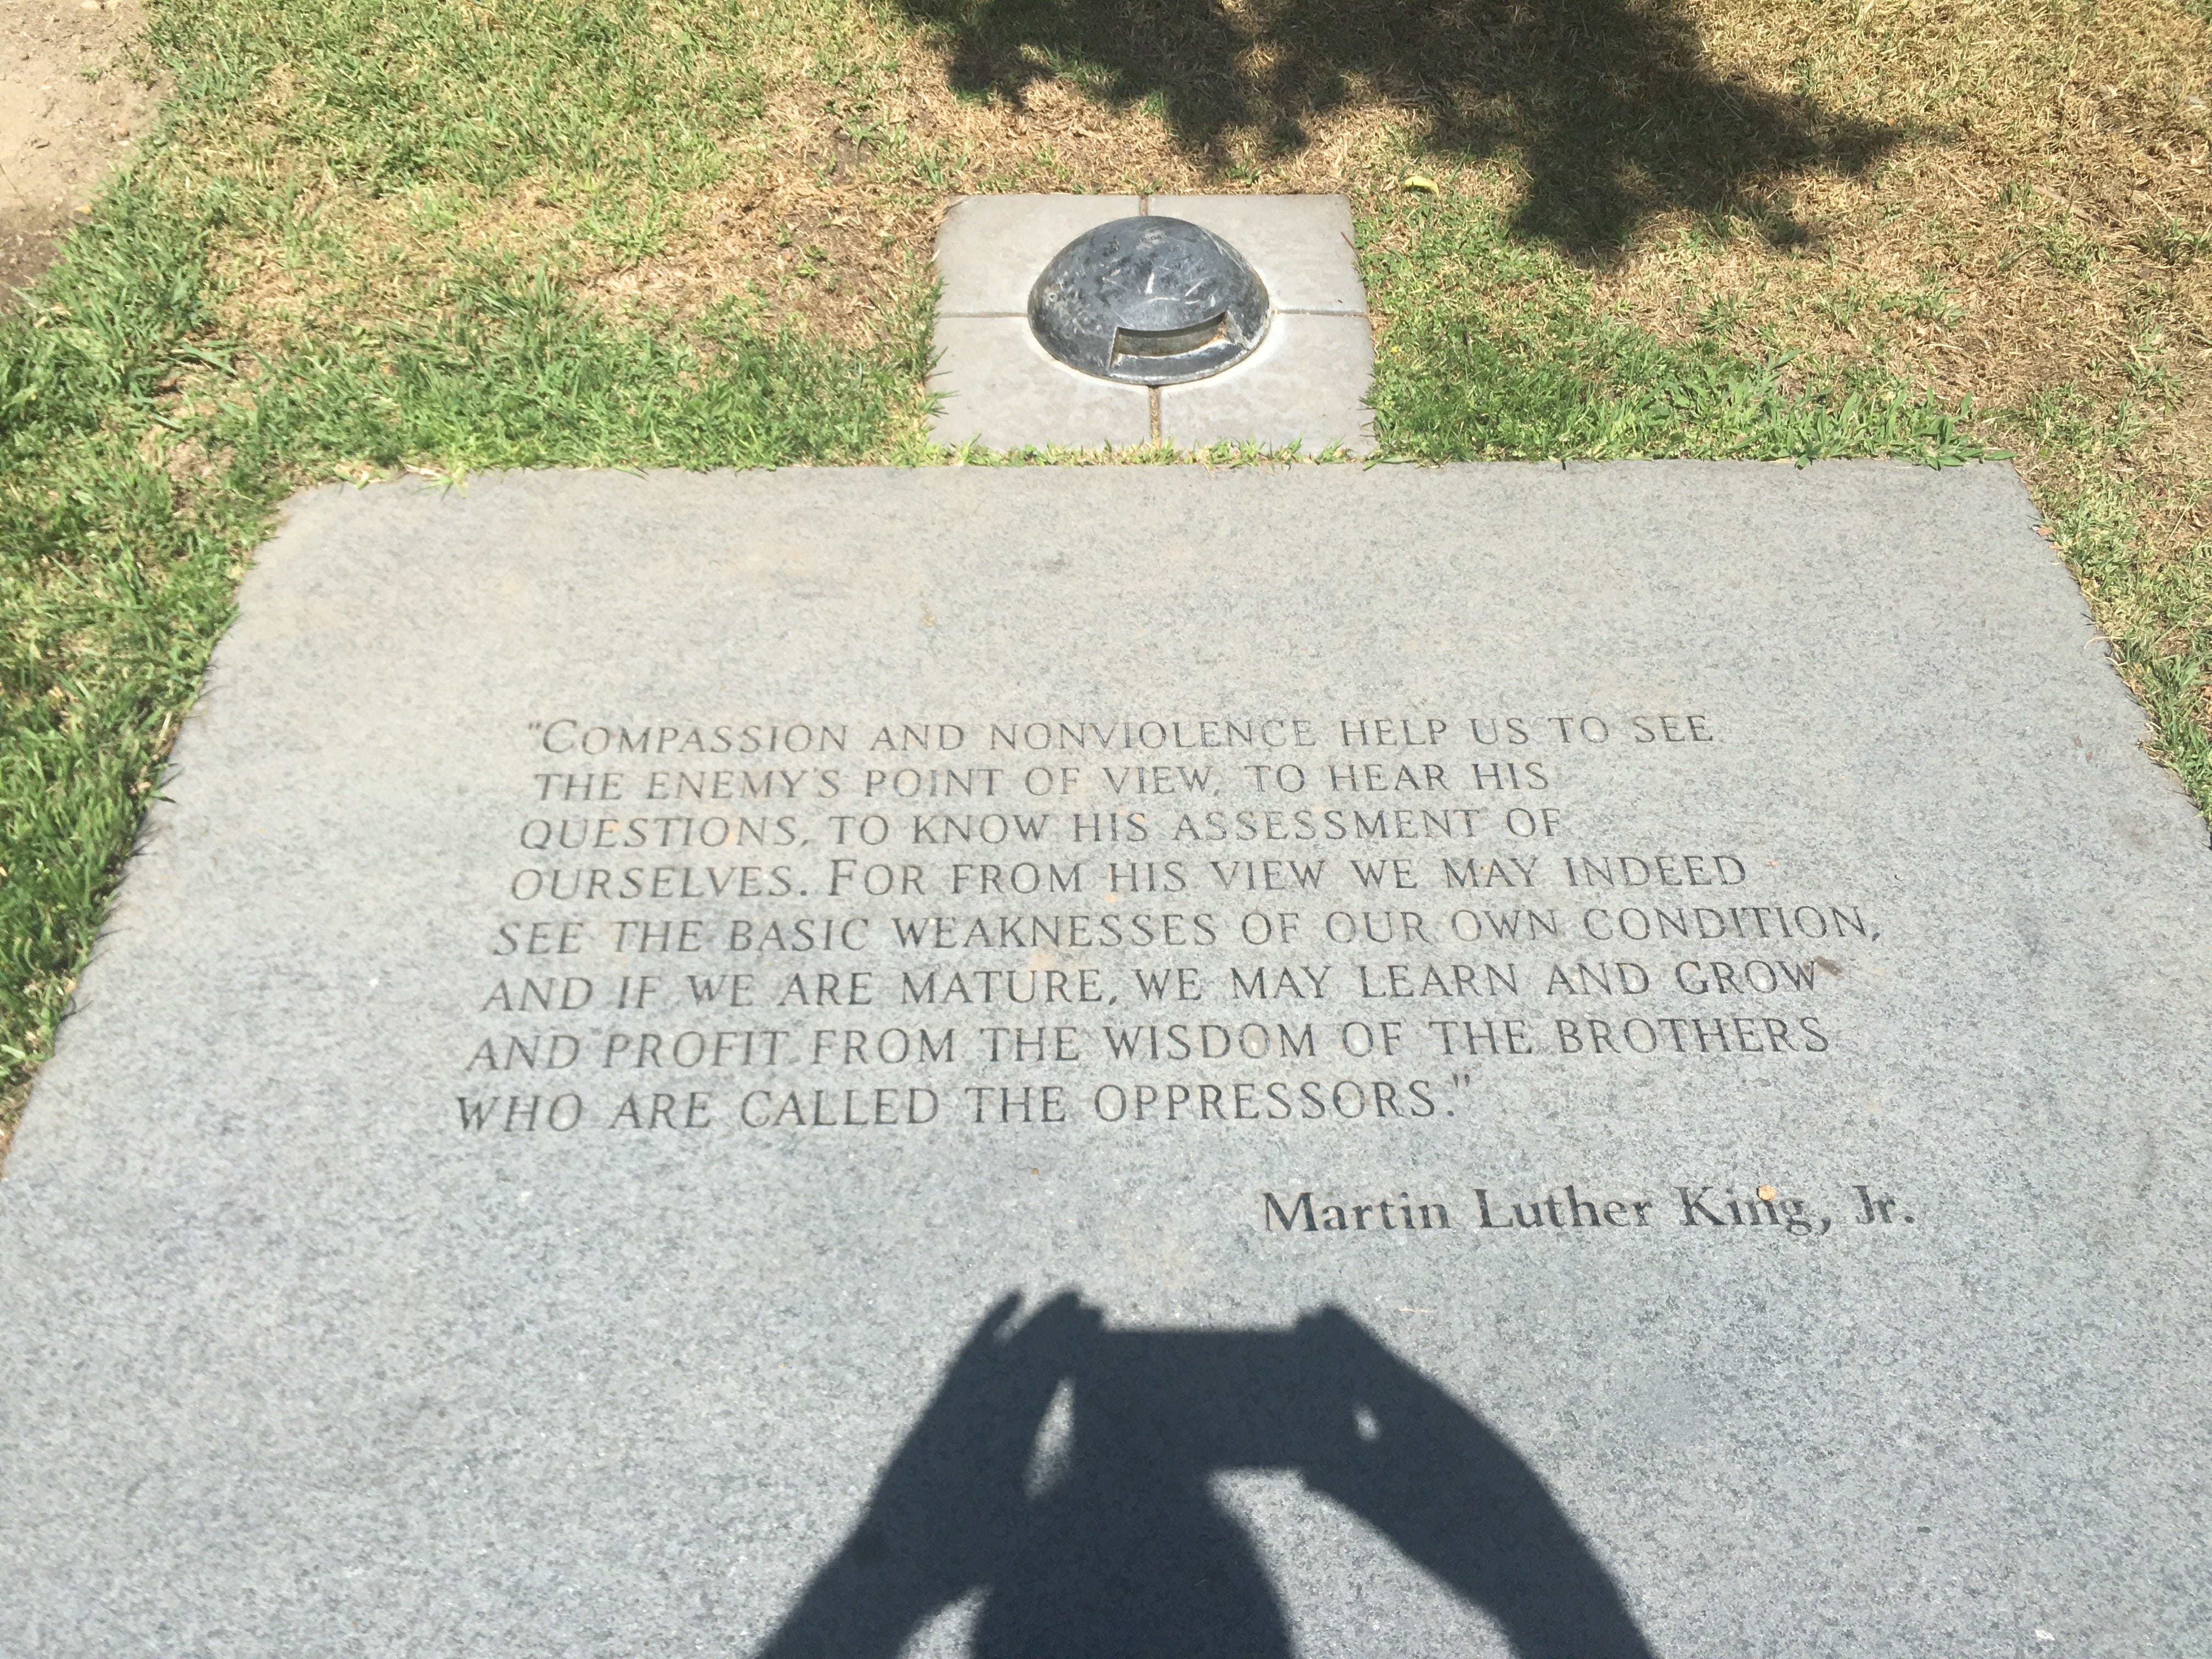 "COMPASSION AND NONVIOLENCE HELP US TO SEE
THE ENEMY'S POINT OF VIEW, TO HEAR HIS
QUESTIONS, TO KNOW HIS ASSESSMENT OF
OURSELVES. FOR FROM HIS VIEW WE MAY INDEED
SEE THE BASIC WEAKNESSES OF OUR OWN CONDITION,
AND IF WE ARE MATURE, WE MAY LEARN AND GROW
AND PROFIT FROM THE WISDOM OF THE BROTHERS
WHO ARE CALLED THE OPPRESSORS."
Martin Luther King, Jr.